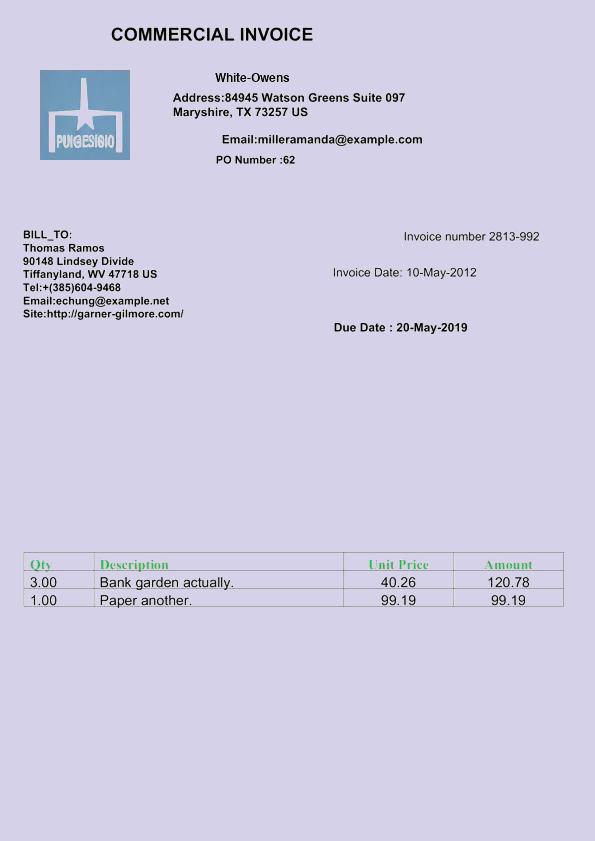 COMMERCIAL INVOICE
White-Owens
Address:84945 Watson Greens Suite 097
Maryshire, TX 73257 US
Email:milleramanda@example.com
PO Number :62
PUIGESIGIO
BILL_TO:
Thomas Ramos
90148 Lindsey Divide
Tiffanyland, WV 47718 US
Tel:+(385)604-9468
Email:echung@example.net
Site:http://garner-gilmore.com/
Invoice number 2813-992
Invoice Date: 10-May-2012
Due Date : 20-May-2019
Qty Description Unit Price Amount
3.00 Bank garden actually. 40.26 120.78
1.00 Paper another. 99.19 99.19